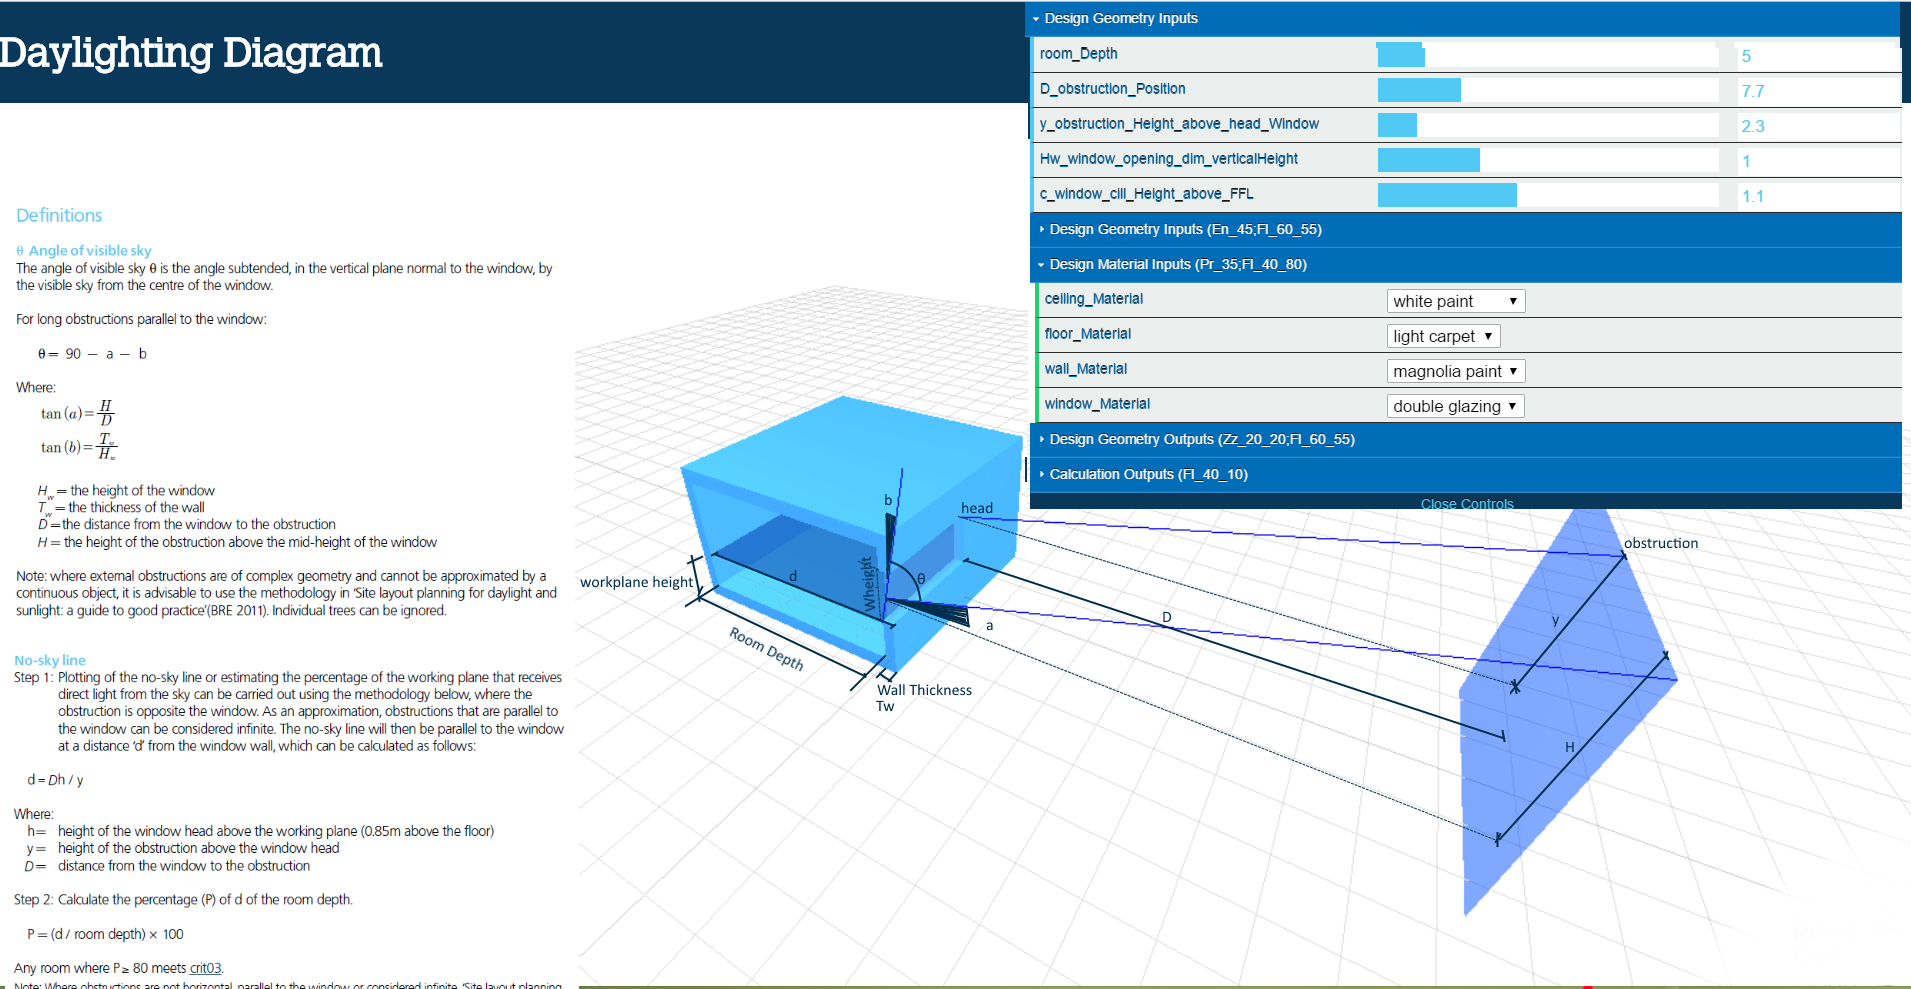 Daylighting Diagram
Definitions
θ Angle of visible sky
The angle of visible sky θ is the angle subtended, in the vertical plane normal to the window, by
the visible sky from the centre of the window.
For long obstructions parallel to the window:
θ = 90 − a − b
Where:
tan (a) = H/D
tan (b) = T_w/H_w
H_w = the height of the window
T_w = the thickness of the wall
D = the distance from the window to the obstruction
H = the height of the obstruction above the mid-height of the window
Note: where external obstructions are of complex geometry and cannot be approximated by a
continuous object, it is advisable to use the methodology in 'Site layout planning for daylight and
sunlight: a guide to good practice'(BRE 2011). Individual trees can be ignored.
No-sky line
Step 1: Plotting of the no-sky line or estimating the percentage of the working plane that receives
direct light from the sky can be carried out using the methodology below, where the
obstruction is opposite the window. As an approximation, obstructions that are parallel to
the window can be considered infinite. The no-sky line will then be parallel to the window
at a distance 'd' from the window wall, which can be calculated as follows:
d = Dh / y
Where:
h= height of the window head above the working plane (0.85m above the floor)
y= height of the obstruction above the window head
D= distance from the window to the obstruction
Step 2: Calculate the percentage (P) of d of the room depth.
P = (d / room depth) × 100
Any room where P≥ 80 meets crit03.
Note: Where obstructions are not horizontal, parallel to the window or considered infinite, 'Site layout planning
Design Geometry Inputs
room_Depth 5
D_obstruction_Position 7.7
y_obstruction_Height_above_head_Window 2.3
Hw_window_opening_dim_verticalHeight 1
c_window_cill_Height_above_FFL 1.1
Design Geometry Inputs (En_45;FI_60_55)
Design Material Inputs (Pr_35;FI_40_80)
ceiling_Material white paint
floor_Material light carpet
wall_Material magnolia paint
window_Material double glazing
Design Geometry Outputs (Zz_20_20;FI_60_55)
Calculation Outputs (FI_40_10)
Close Controls
b
head
obstruction
workplane height
d
Wheight
θ
a
D
y
Room Depth
Wall Thickness
Tw
H